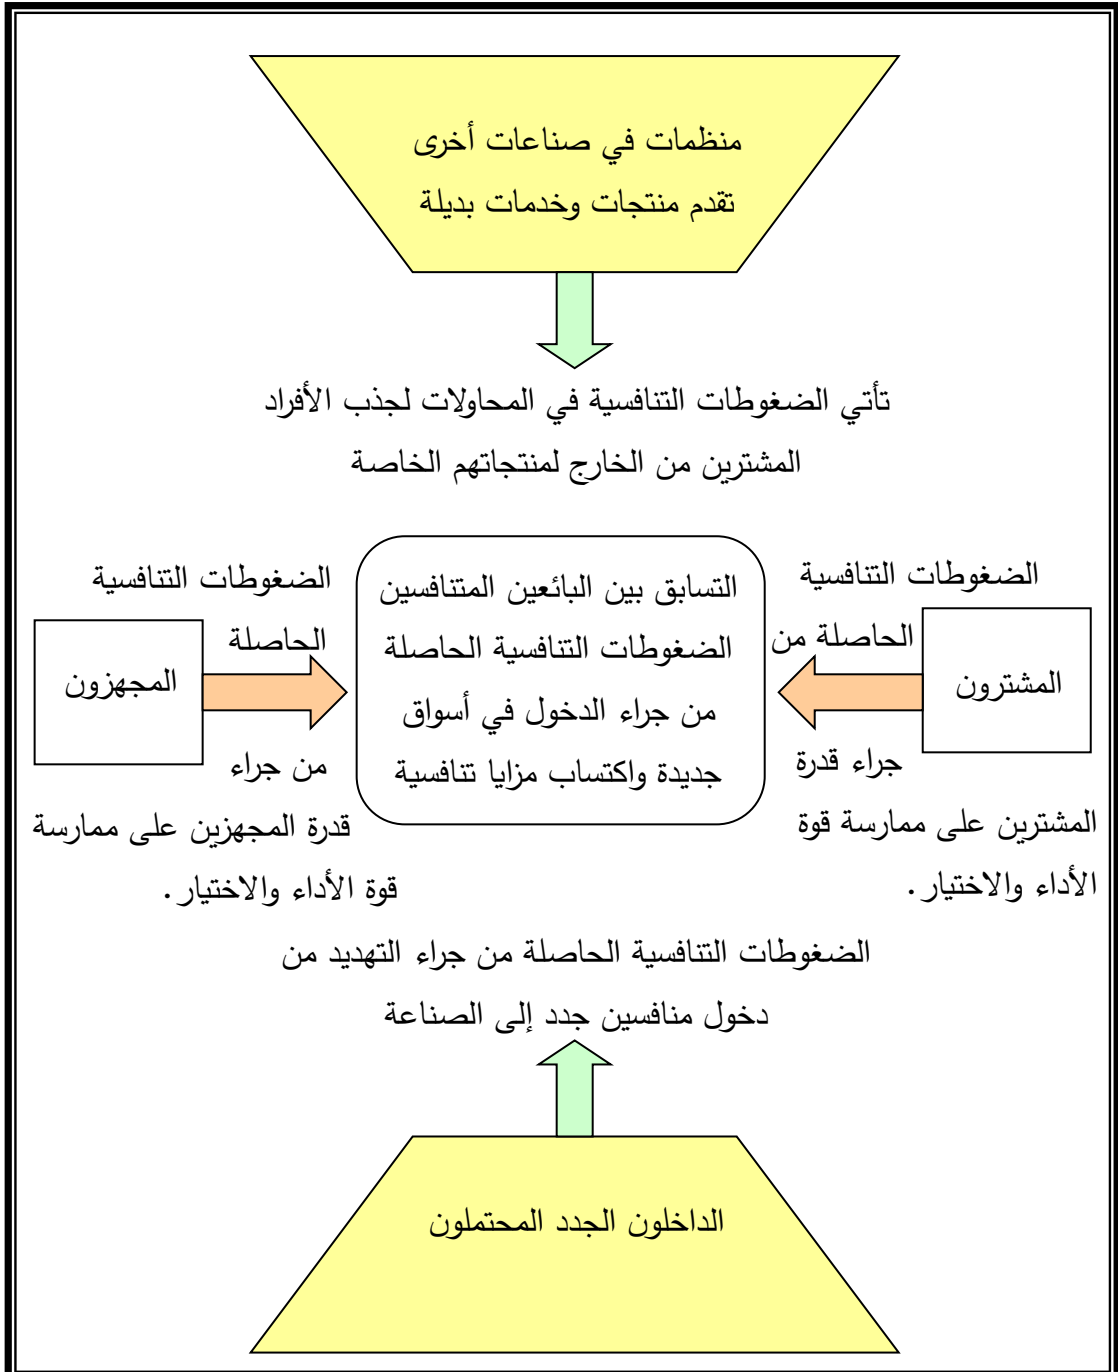 منظمات في صناعات أخرى
تقدم منتجات وخدمات بديلة
تأتي الضغوطات التنافسية في المحاولات لجذب الأفراد
المشترين من الخارج لمنتجاتهم الخاصة
الضغوطات التنافسية
الحاصلة من
المشترون
جراء قدرة
المشترين على ممارسة قوة
الأداء والاختيار.
التسابق بين البائعين المتنافسين
الضغوطات التنافسية الحاصلة
من جراء الدخول في أسواق
جديدة واكتساب مزايا تنافسية
الضغوطات التنافسية
الحاصلة
المجهزون
من جراء
قدرة المجهزين على ممارسة
قوة الأداء والاختيار.
الضغوطات التنافسية الحاصلة من جراء التهديد من
دخول منافسين جدد إلى الصناعة
الداخلون الجدد المحتملون